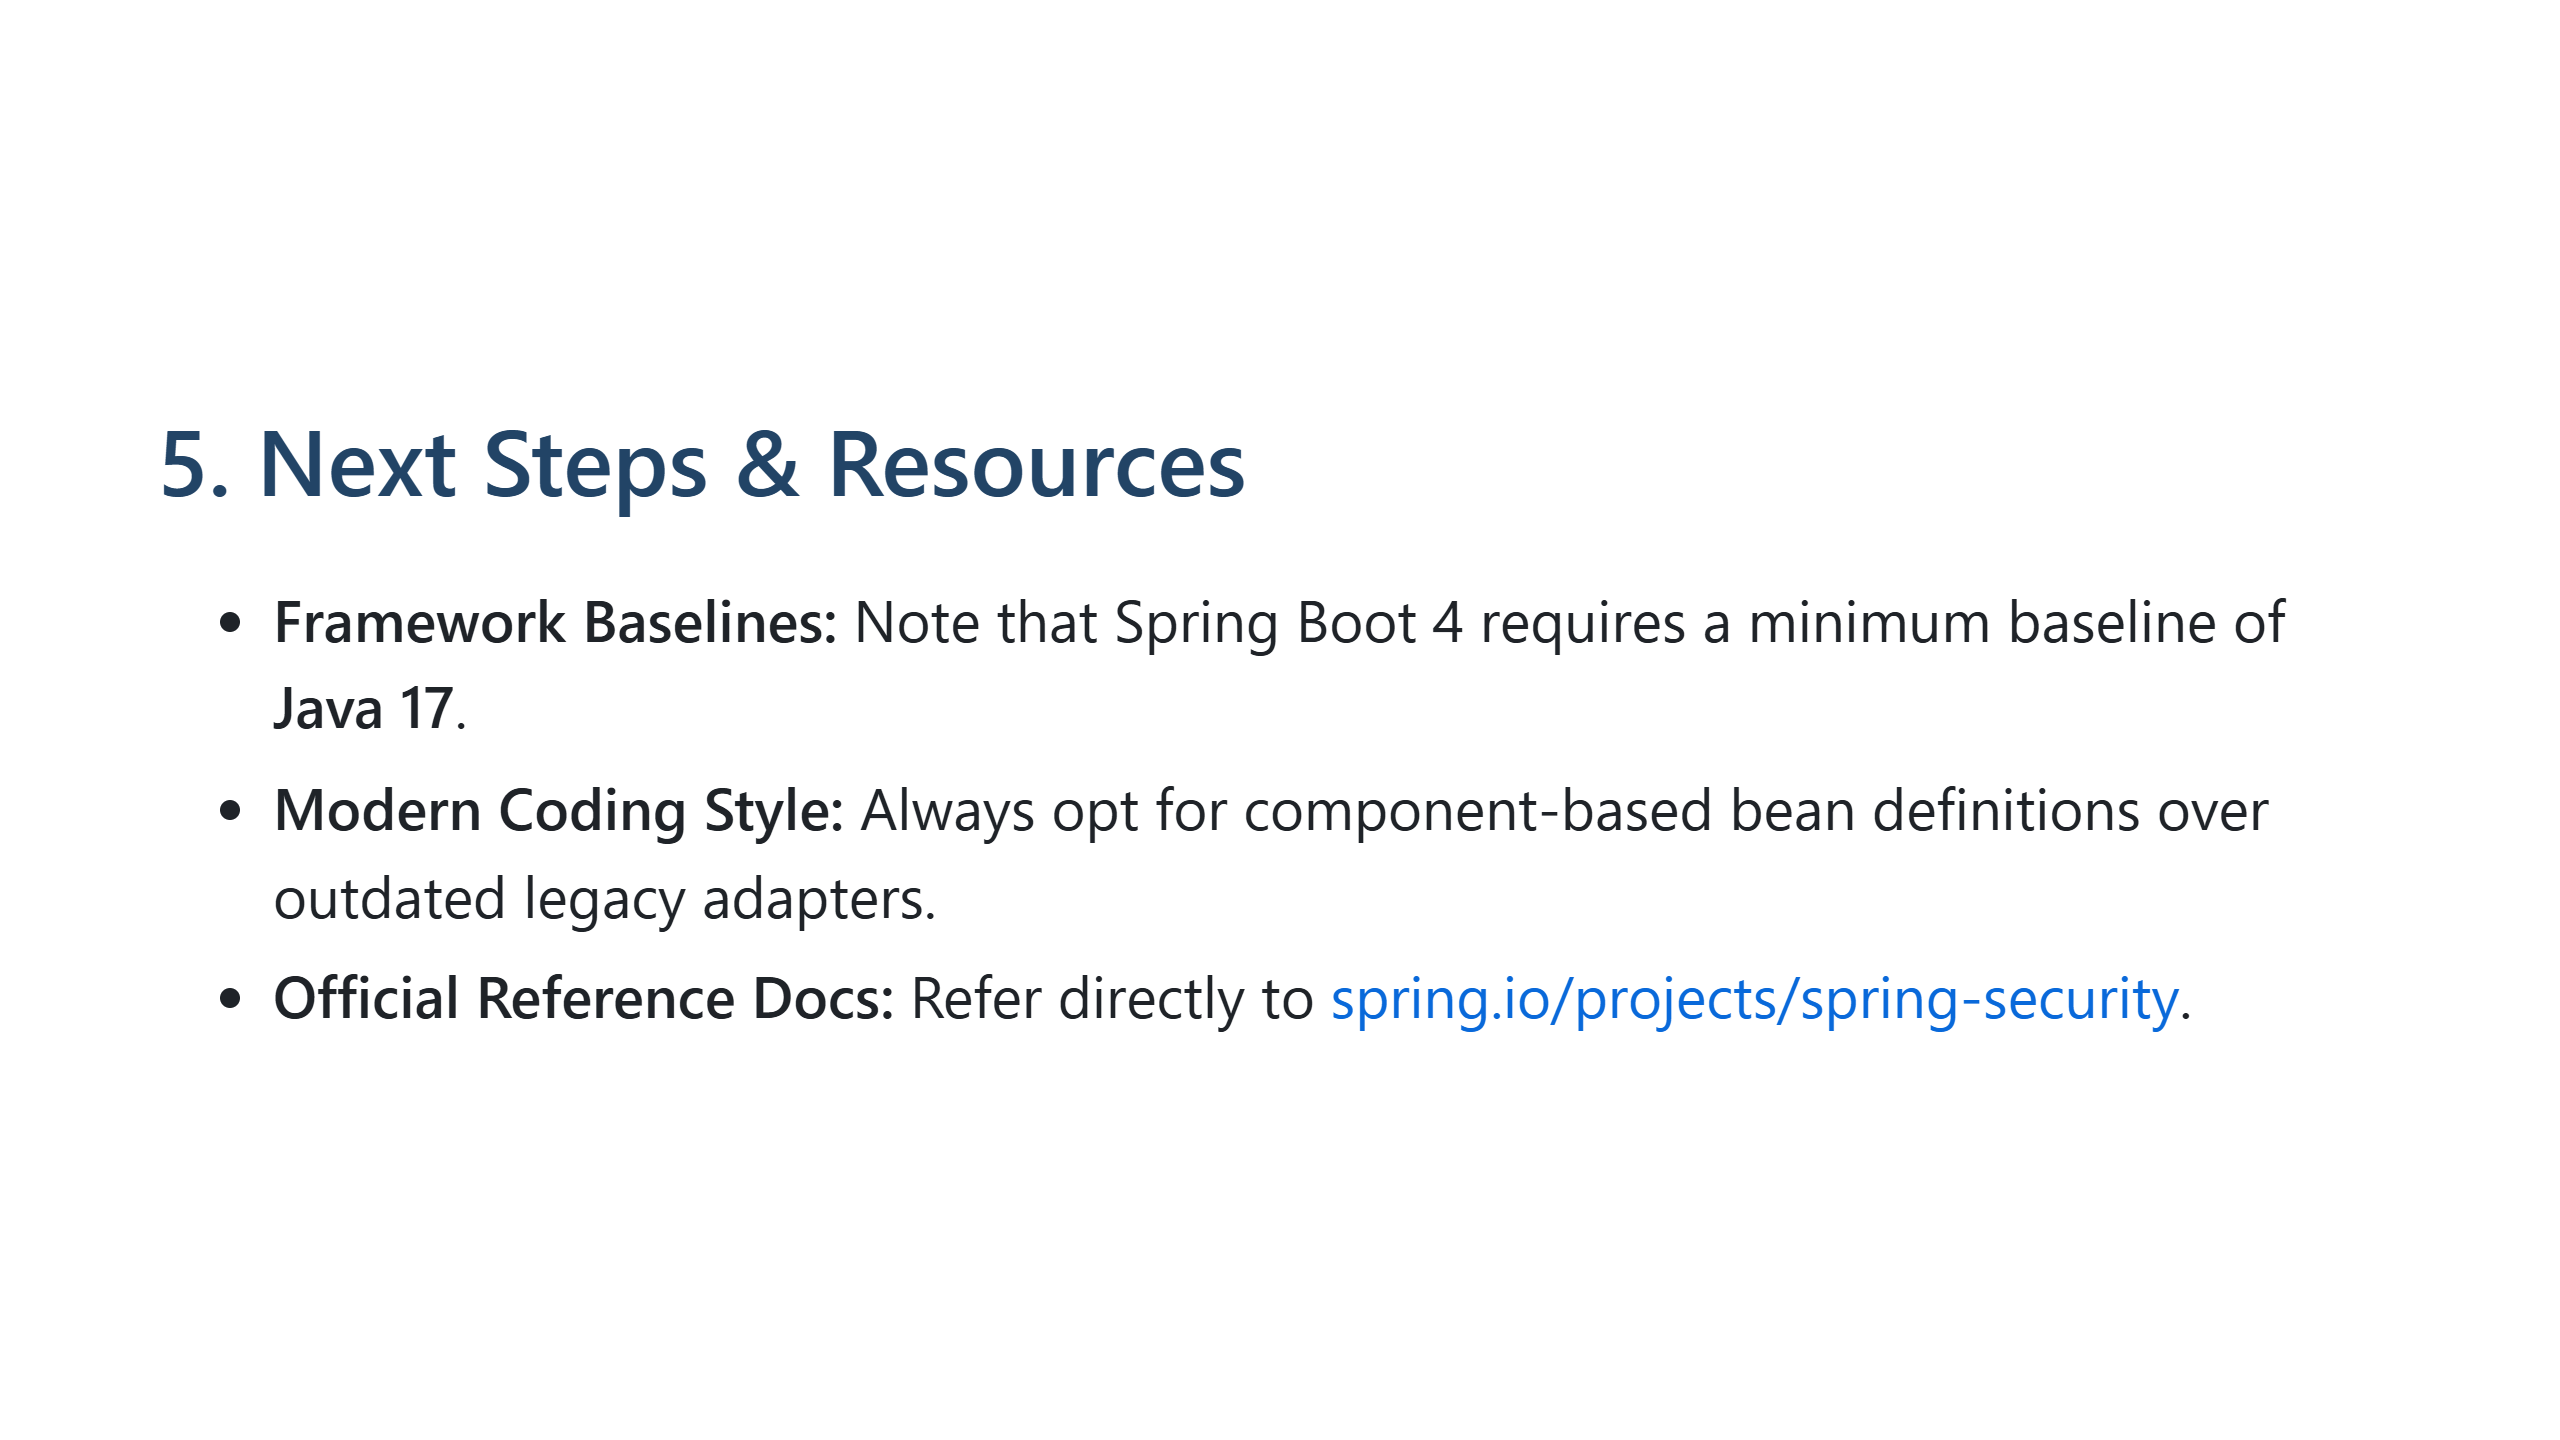 5. Next Steps & Resources
• Framework Baselines: Note that Spring Boot 4 requires a minimum baseline of
Java 17.
• Modern Coding Style: Always opt for component-based bean definitions over
outdated legacy adapters.
• Official Reference Docs: Refer directly to spring.io/projects/spring-security.